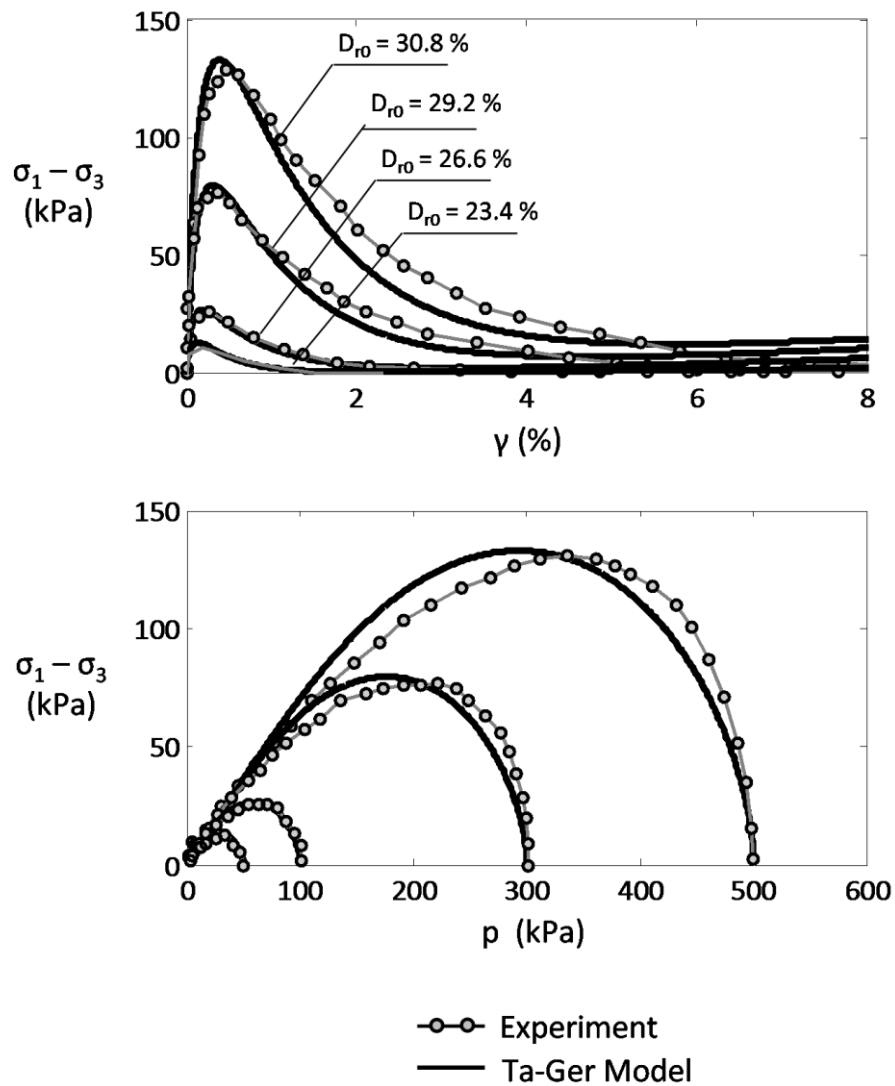 150
D_r0 = 30.8 %
D_r0 = 29.2 %
100
D_r0 = 26.6 %
σ₁ – σ₃
(kPa)
D_r0 = 23.4 %
50
0
0 2 4 6 8
γ (%)
150
100
σ₁ – σ₃
(kPa)
50
0
0 100 200 300 400 500 600
p (kPa)
Experiment
Ta-Ger Model